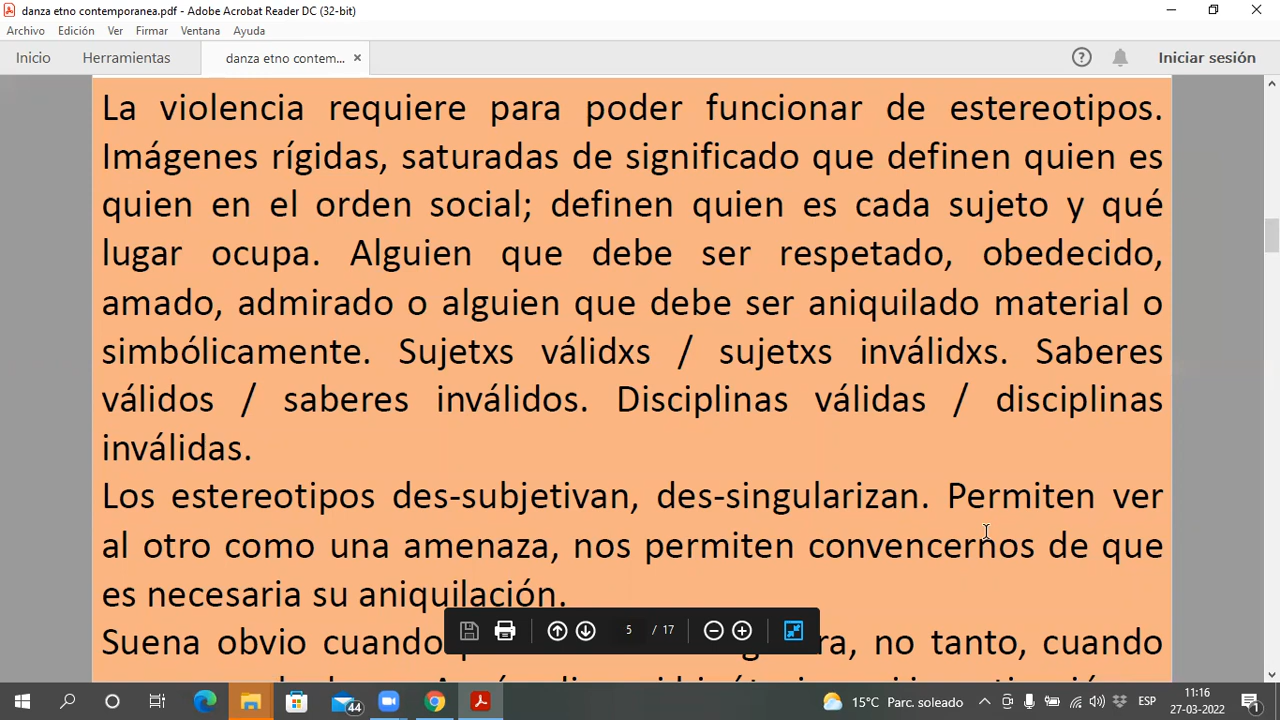 danza etno contemporanea.pdf - Adobe Acrobat Reader DC (32-bit)
Archivo Edición Ver Firmar Ventana Ayuda
Inicio Herramientas danza etno contem... Iniciar sesión
La violencia requiere para poder funcionar de estereotipos.
Imágenes rígidas, saturadas de significado que definen quien es
quien en el orden social; definen quien es cada sujeto y qué
lugar ocupa. Alguien que debe ser respetado, obedecido,
amado, admirado o alguien que debe ser aniquilado material o
simbólicamente. Sujetxs válidxs / sujetxs inválidxs. Saberes
válidos / saberes inválidos. Disciplinas válidas / disciplinas
inválidas.
Los estereotipos des-subjetivan, des-singularizan. Permiten ver
al otro como una amenaza, nos permiten convencernos de que
es necesaria su aniquilación.
5 / 17
Suena obvio cuando no tanto, cuando
44 15°C Parc. soleado ESP 11:16
27-03-2022 1